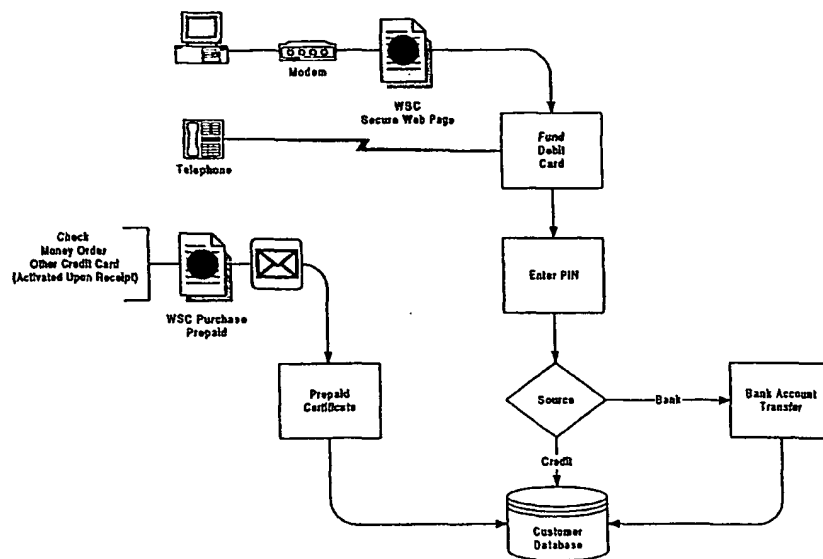 Modem
WSC
Secure Web Page
Fund
Debit
Card
Telephone
Check
Money Order
Other Credit Card
(Activated Upon Receipt)
WSC Purchase
Prepaid
Enter PIN
Prepaid
Certificate
Source
Bank
Bank Account
Transfer
Credit
Customer
Database